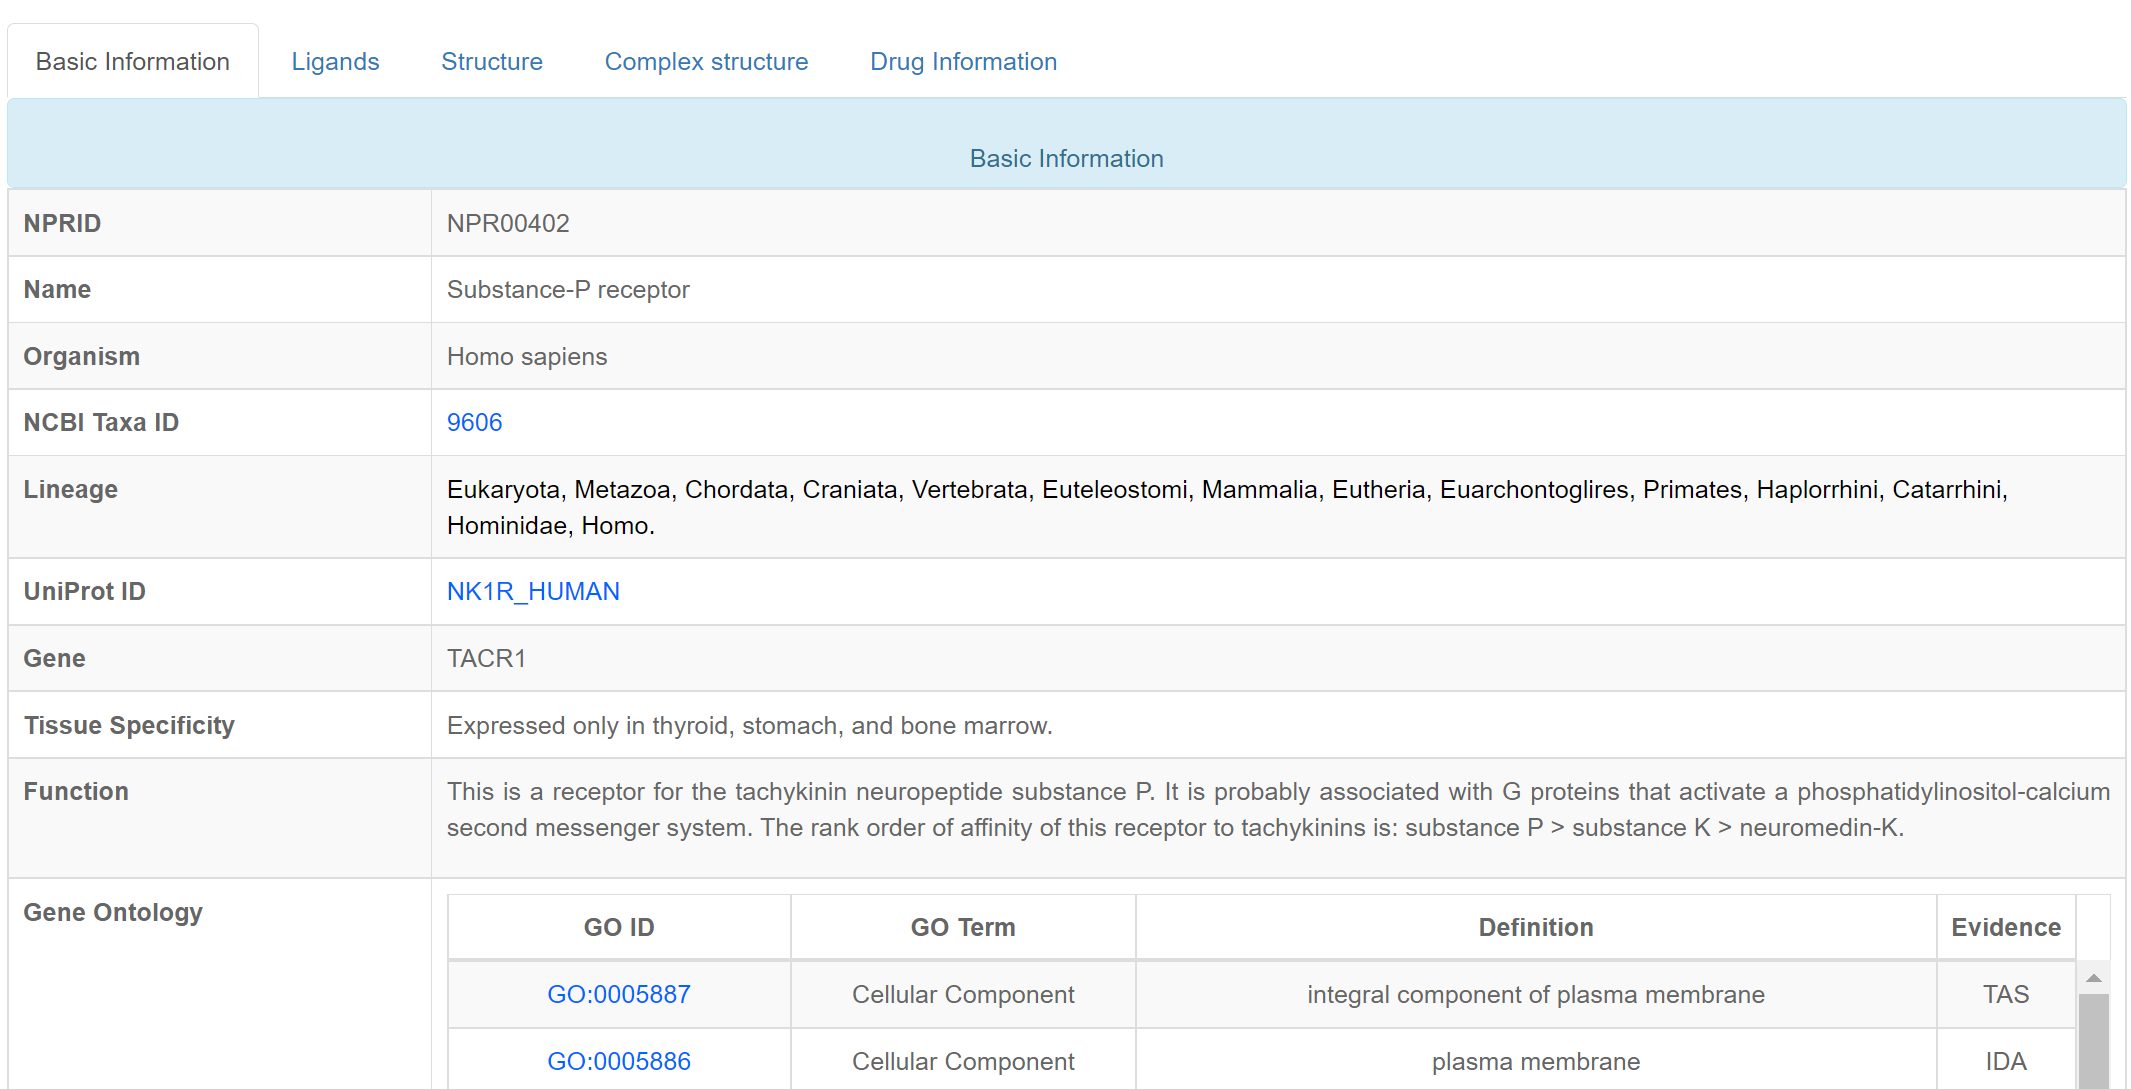 Basic Information Ligands Structure Complex structure Drug Information
Basic Information
NPRID NPR00402
Name Substance-P receptor
Organism Homo sapiens
NCBI Taxa ID 9606
Lineage Eukaryota, Metazoa, Chordata, Craniata, Vertebrata, Euteleostomi, Mammalia, Eutheria, Euarchontoglires, Primates, Haplorrhini, Catarrhini,
Hominidae, Homo.
UniProt ID NK1R_HUMAN
Gene TACR1
Tissue Specificity Expressed only in thyroid, stomach, and bone marrow.
Function This is a receptor for the tachykinin neuropeptide substance P. It is probably associated with G proteins that activate a phosphatidylinositol-calcium
second messenger system. The rank order of affinity of this receptor to tachykinins is: substance P > substance K > neuromedin-K.
Gene Ontology
GO ID GO Term Definition Evidence
GO:0005887 Cellular Component integral component of plasma membrane TAS
GO:0005886 Cellular Component plasma membrane IDA